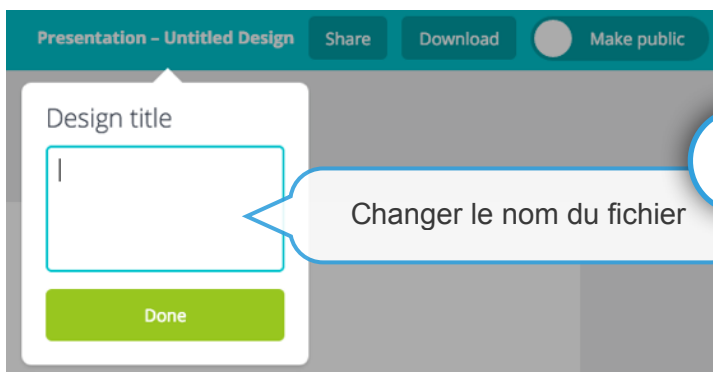 Presentation – Untitled Design Share Download Make public
Design title
Changer le nom du fichier
Done